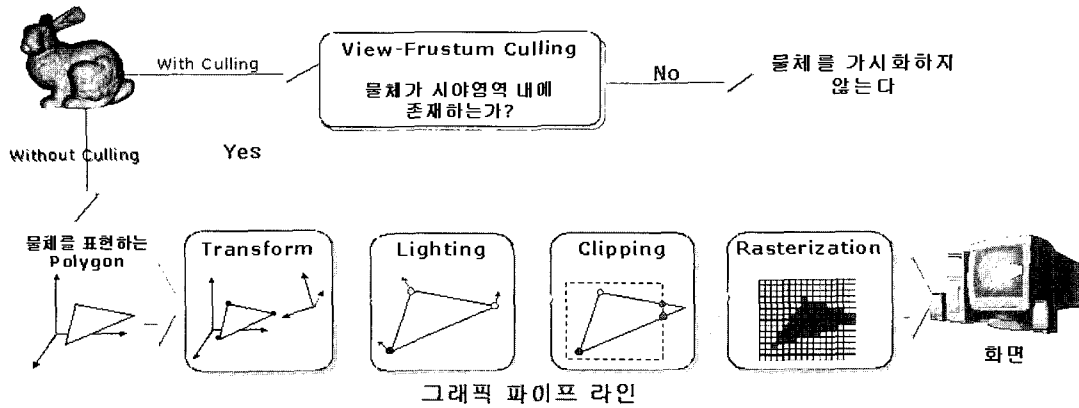 With Culling
View-Frustum Culling
물체가 시야영역 내에
존재하는가?
No
물체를 가시화하지
않는다
Without Culling
Yes
물체를 표현하는
Polygon
Transform
Lighting
Clipping
Rasterization
화면
그래픽 파이프 라인